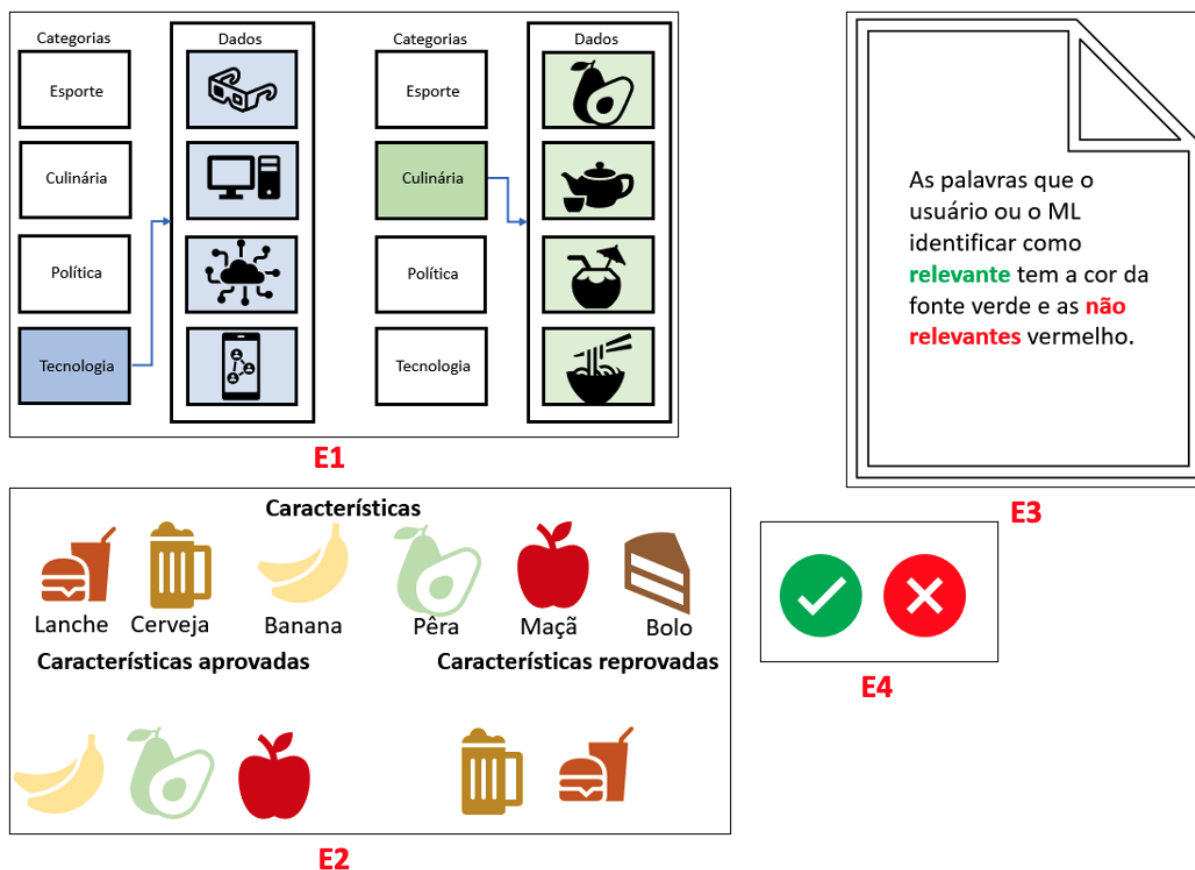 Categorias
Dados
Esporte
Culinária
Política
Tecnologia
Categorias
Dados
Esporte
Culinária
Política
Tecnologia
E1
As palavras que o
usuário ou o ML
identificar como
relevante tem a cor da
fonte verde e as não
relevantes vermelho.
E3
Características
Lanche Cerveja Banana Pêra Maçã Bolo
Características aprovadas Características reprovadas
E2
E4